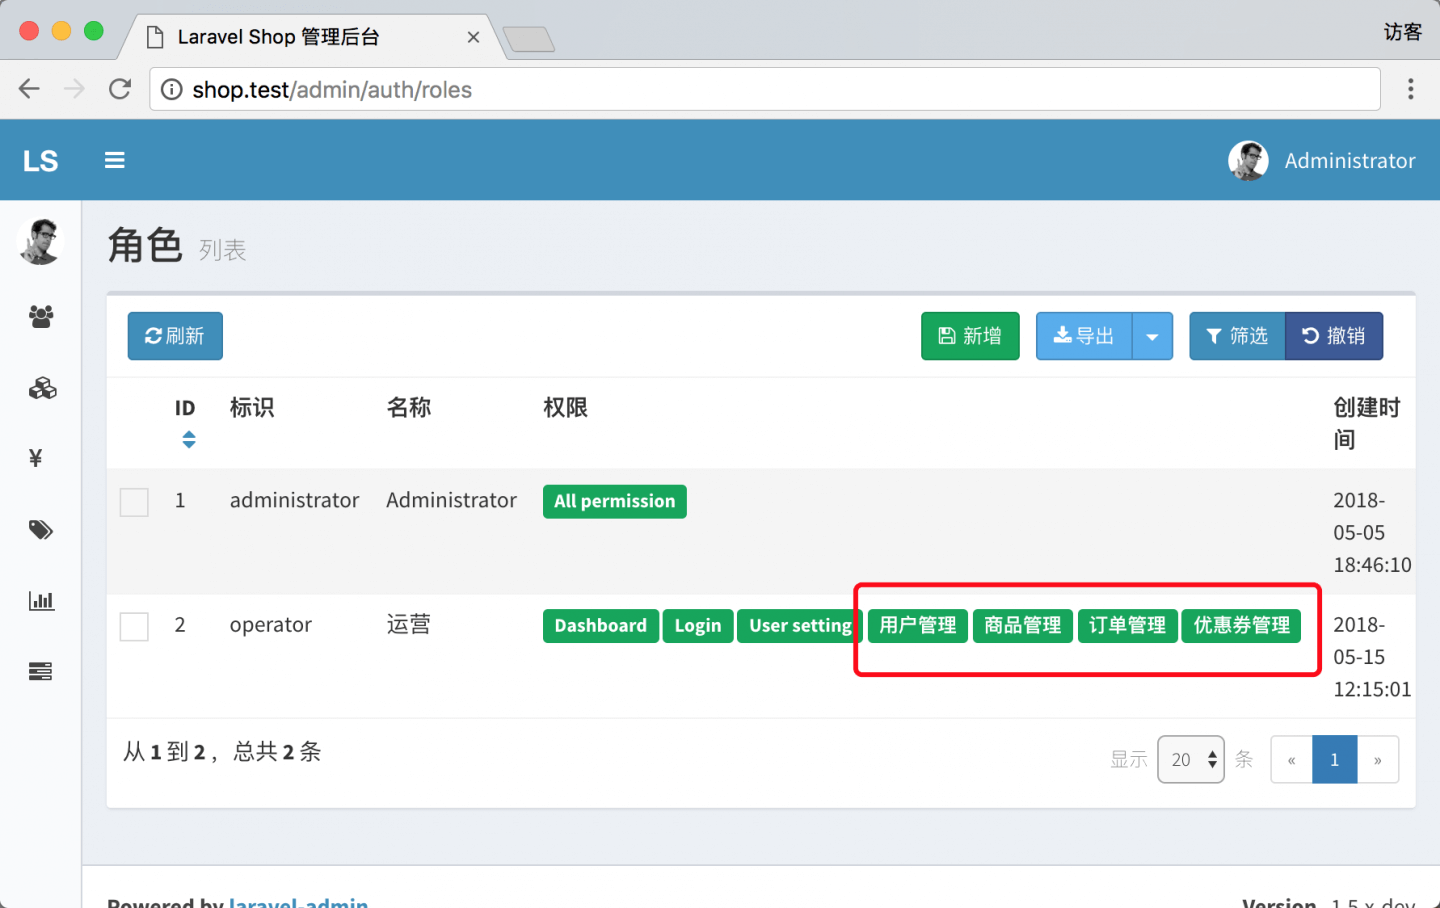 Laravel Shop 管理后台
访客
shop.test/admin/auth/roles
LS
Administrator
角色 列表
刷新 新增 导出 筛选 撤销
ID 标识 名称 权限 创建时
间
1 administrator Administrator All permission 2018-
05-05
18:46:10
2 operator 运营 Dashboard Login User setting 用户管理 商品管理 订单管理 优惠券管理 2018-
05-15
12:15:01
从 1 到 2 ，总共 2 条
显示 20 条 « 1 »
Powered by laravel-admin
Version 1.5.x-dev